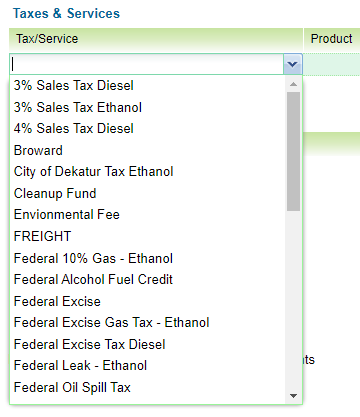 Taxes & Services
Tax/Service Product
3% Sales Tax Diesel
3% Sales Tax Ethanol
4% Sales Tax Diesel
Broward
City of Dekatur Tax Ethanol
Cleanup Fund
Envionmental Fee
FREIGHT
Federal 10% Gas - Ethanol
Federal Alcohol Fuel Credit
Federal Excise
Federal Excise Gas Tax - Ethanol
Federal Excise Tax Diesel
Federal Leak - Ethanol
Federal Oil Spill Tax